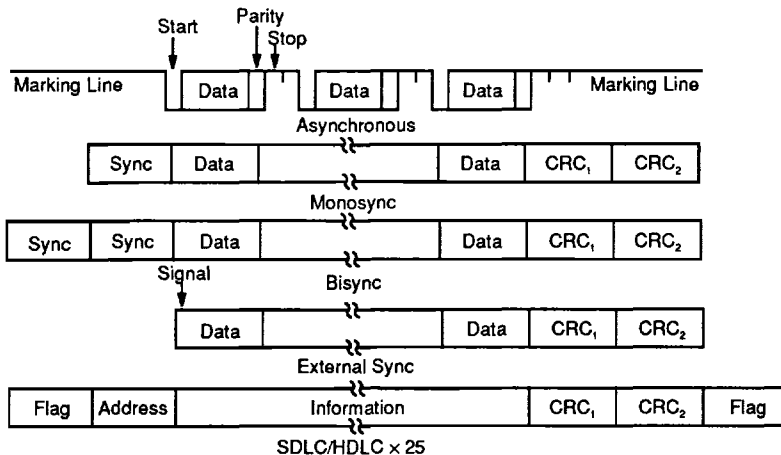 Parity
Start
Stop
Marking Line Data Data Data Marking Line
Asynchronous
Sync Data Data CRC₁ CRC₂
Monosync
Sync Sync Data Data CRC₁ CRC₂
Signal
Bisync
Data Data CRC₁ CRC₂
External Sync
Flag Address Information CRC₁ CRC₂ Flag
SDLC/HDLC × 25